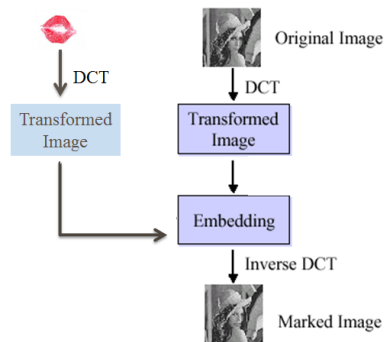 Original Image
DCT
DCT
Transformed
Image
Transformed
Image
Embedding
Inverse DCT
Marked Image